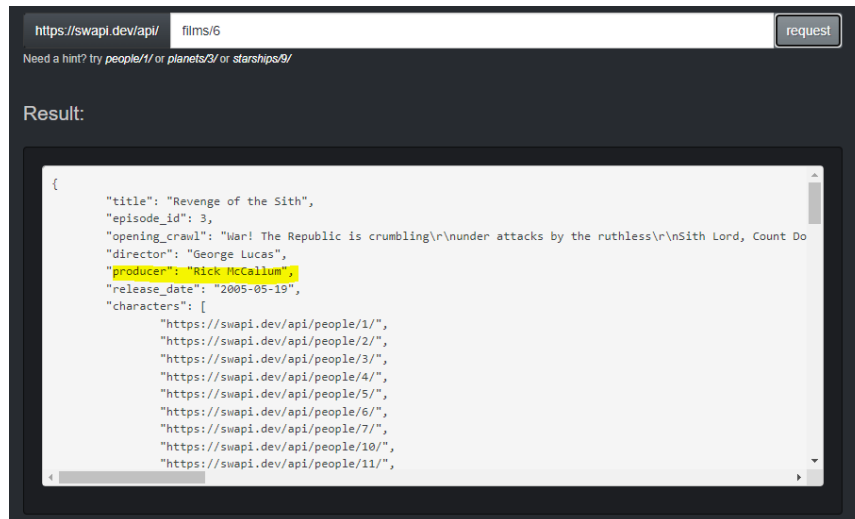 https://swapi.dev/api/ films/6 request
Need a hint? try people/1/ or planets/3/ or starships/9/
Result:
{
"title": "Revenge of the Sith",
"episode_id": 3,
"opening_crawl": "War! The Republic is crumbling\r\nunder attacks by the ruthless\r\nSith Lord, Count Do
"director": "George Lucas",
"producer": "Rick McCallum",
"release_date": "2005-05-19",
"characters": [
"https://swapi.dev/api/people/1/",
"https://swapi.dev/api/people/2/",
"https://swapi.dev/api/people/3/",
"https://swapi.dev/api/people/4/",
"https://swapi.dev/api/people/5/",
"https://swapi.dev/api/people/6/",
"https://swapi.dev/api/people/7/",
"https://swapi.dev/api/people/10/",
"https://swapi.dev/api/people/11/",